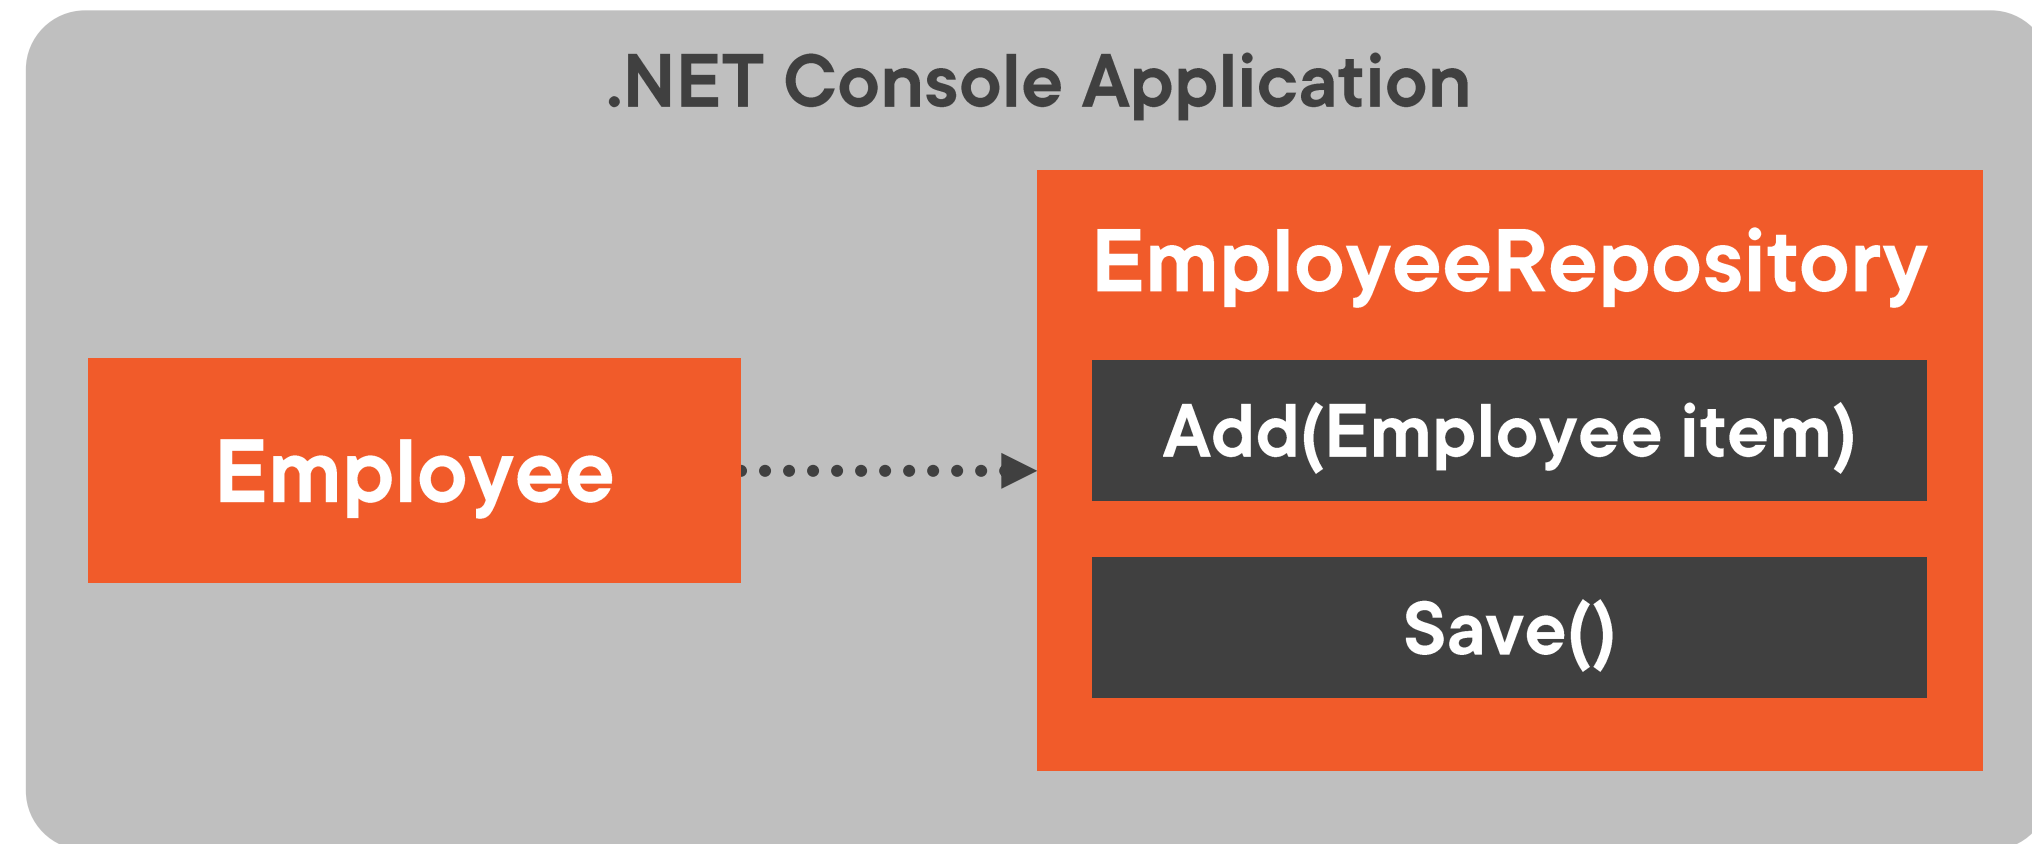 .NET Console Application
EmployeeRepository
Employee
Add(Employee item)
Save()